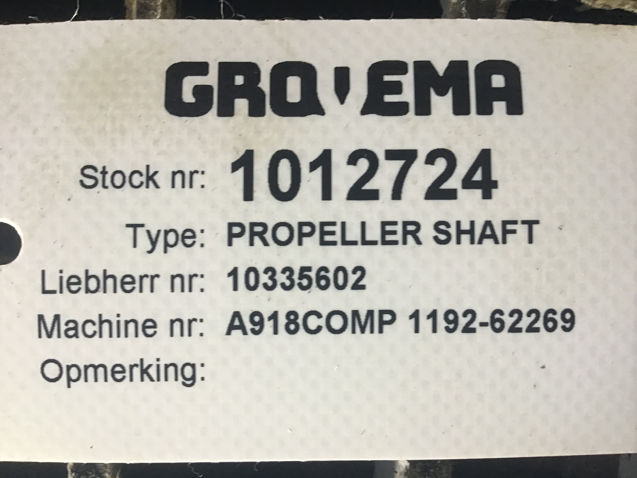 GROVEMA
Stock nr: 1012724
Type: PROPELLER SHAFT
Liebherr nr: 10335602
Machine nr: A918COMP 1192-62269
Opmerking: